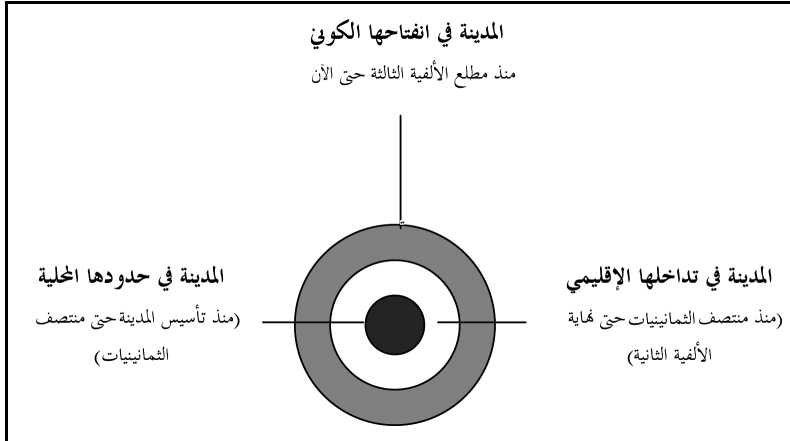 المدينة في انفتاحها الكوني
منذ مطلع الألفية الثالثة حتى الآن
المدينة في تداخلها الإقليمي
(منذ منتصف الثمانينيات حتى نهاية
الألفية الثانية)
المدينة في حدودها المحلية
(منذ تأسيس المدينة حتى منتصف
الثمانينيات)